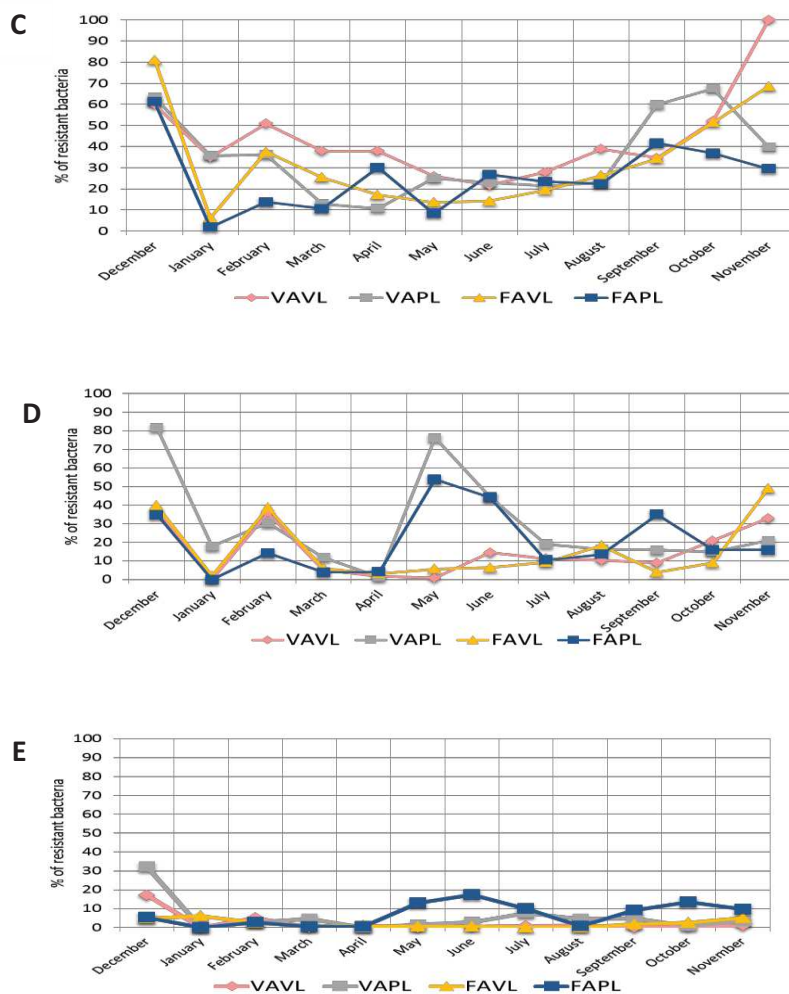 C
% of resistant bacteria
100
90
80
70
60
50
40
30
20
10
0
December January February March April May June July August September October November
VAVL VAPL FAVL FAPL
D
% of resistant bacteria
100
90
80
70
60
50
40
30
20
10
0
December January February March April May June July August September October November
VAVL VAPL FAVL FAPL
E
% of resistant bacteria
100
90
80
70
60
50
40
30
20
10
0
December January February March April May June July August September October November
VAVL VAPL FAVL FAPL